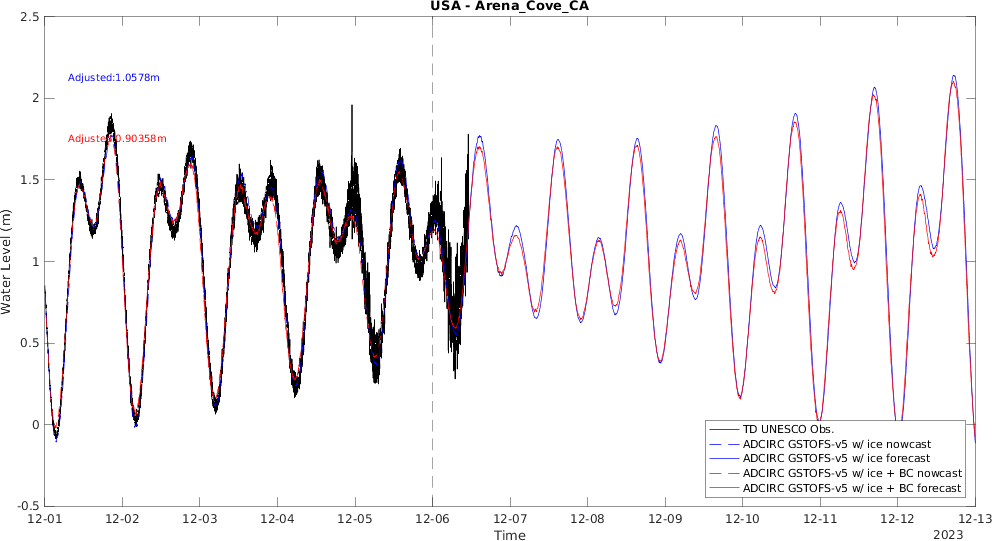 USA - Arena_Cove_CA
2.5
2
1.5
1
0.5
0
-0.5
Water Level (m)
Adjusted:1.0578m
Adjusted:0.90358m
TD UNESCO Obs.
ADCIRC GSTOFS-v5 w/ ice nowcast
ADCIRC GSTOFS-v5 w/ ice forecast
ADCIRC GSTOFS-v5 w/ ice + BC nowcast
ADCIRC GSTOFS-v5 w/ ice + BC forecast
12-01 12-02 12-03 12-04 12-05 12-06 12-07 12-08 12-09 12-10 12-11 12-12 12-13
Time
2023